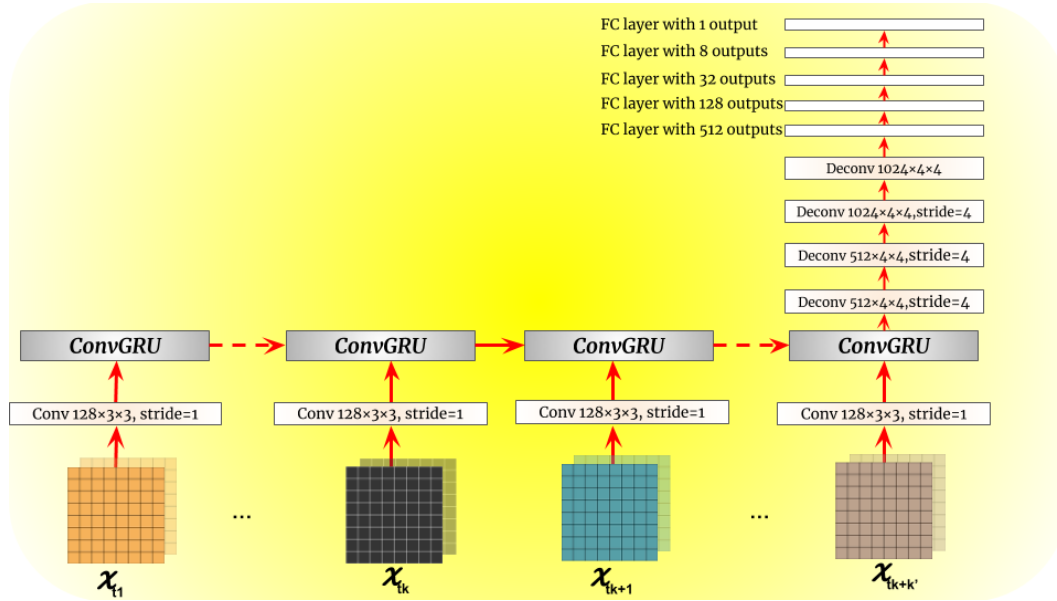 FC layer with 1 output
FC layer with 8 outputs
FC layer with 32 outputs
FC layer with 128 outputs
FC layer with 512 outputs
Deconv 1024×4×4
Deconv 1024×4×4,stride=4
Deconv 512×4×4,stride=4
Deconv 512×4×4,stride=4
ConvGRU
ConvGRU
ConvGRU
ConvGRU
Conv 128×3×3, stride=1
Conv 128×3×3, stride=1
Conv 128×3×3, stride=1
Conv 128×3×3, stride=1
...
...
𝒳t1
𝒳tk
𝒳tk+1
𝒳tk+k'